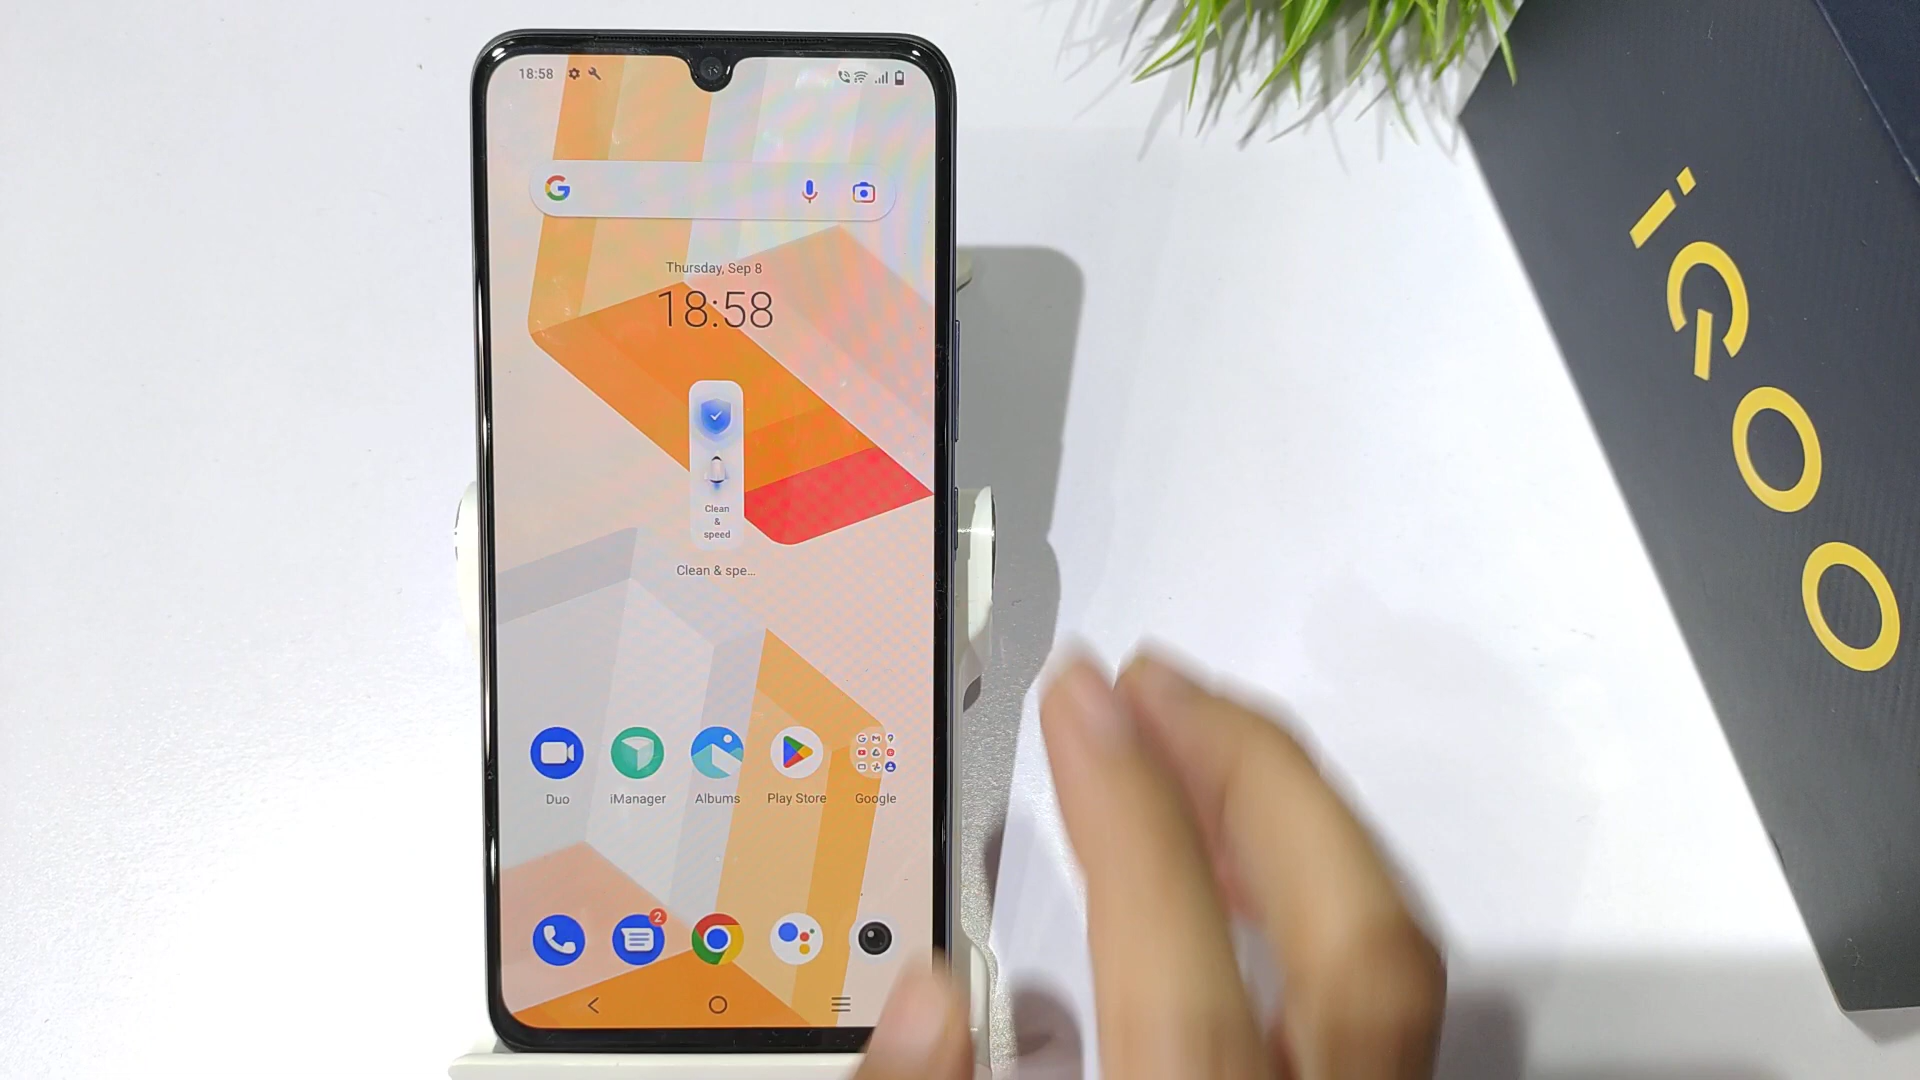 18:58
Thursday, Sep 8
18:58
Clean
&
speed
Clean & spe...
Duo
iManager
Albums
Play Store
Google
2
iQOO